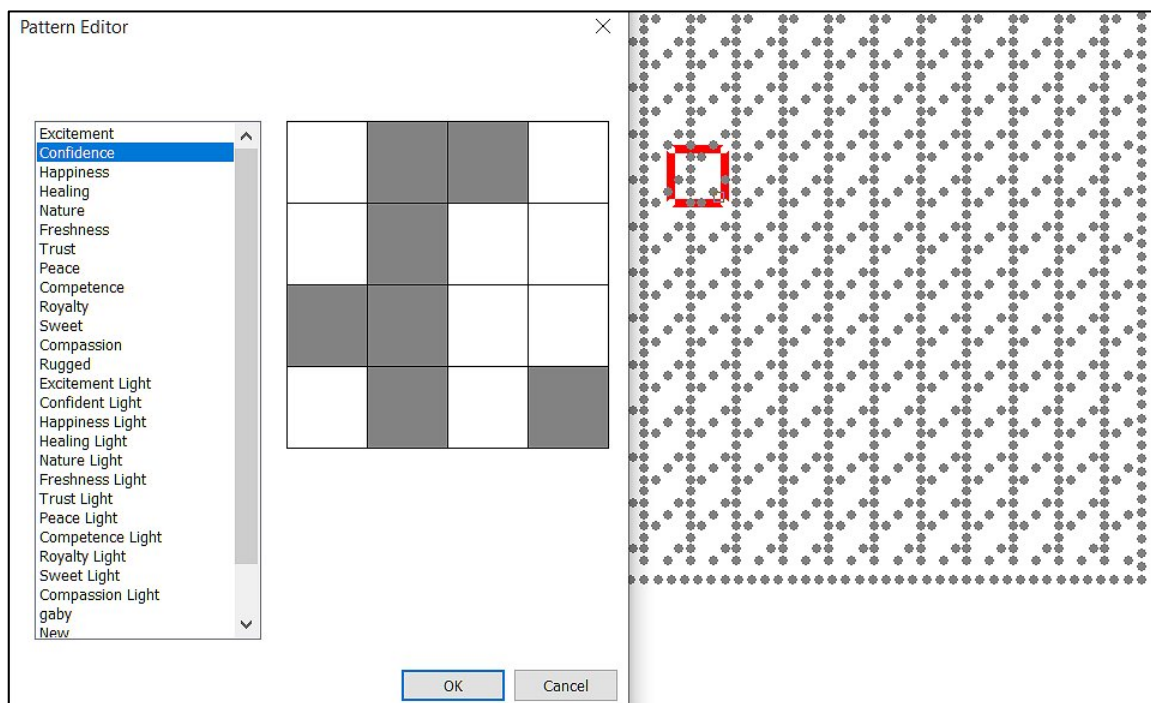 Pattern Editor
Excitement
Confidence
Happiness
Healing
Nature
Freshness
Trust
Peace
Competence
Royalty
Sweet
Compassion
Rugged
Excitement Light
Confident Light
Happiness Light
Healing Light
Nature Light
Freshness Light
Trust Light
Peace Light
Competence Light
Royalty Light
Sweet Light
Compassion Light
gaby
New
OK
Cancel